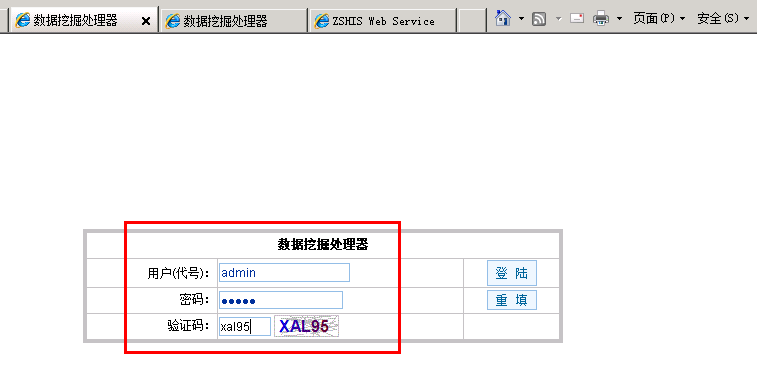 数据挖掘处理器 数据挖掘处理器 ZSHIS Web Service 页面(P) 安全(S)
数据挖掘处理器
用户(代号): admin 登 陆
密码: ●●●●● 重 填
验证码: xal95 XAL95